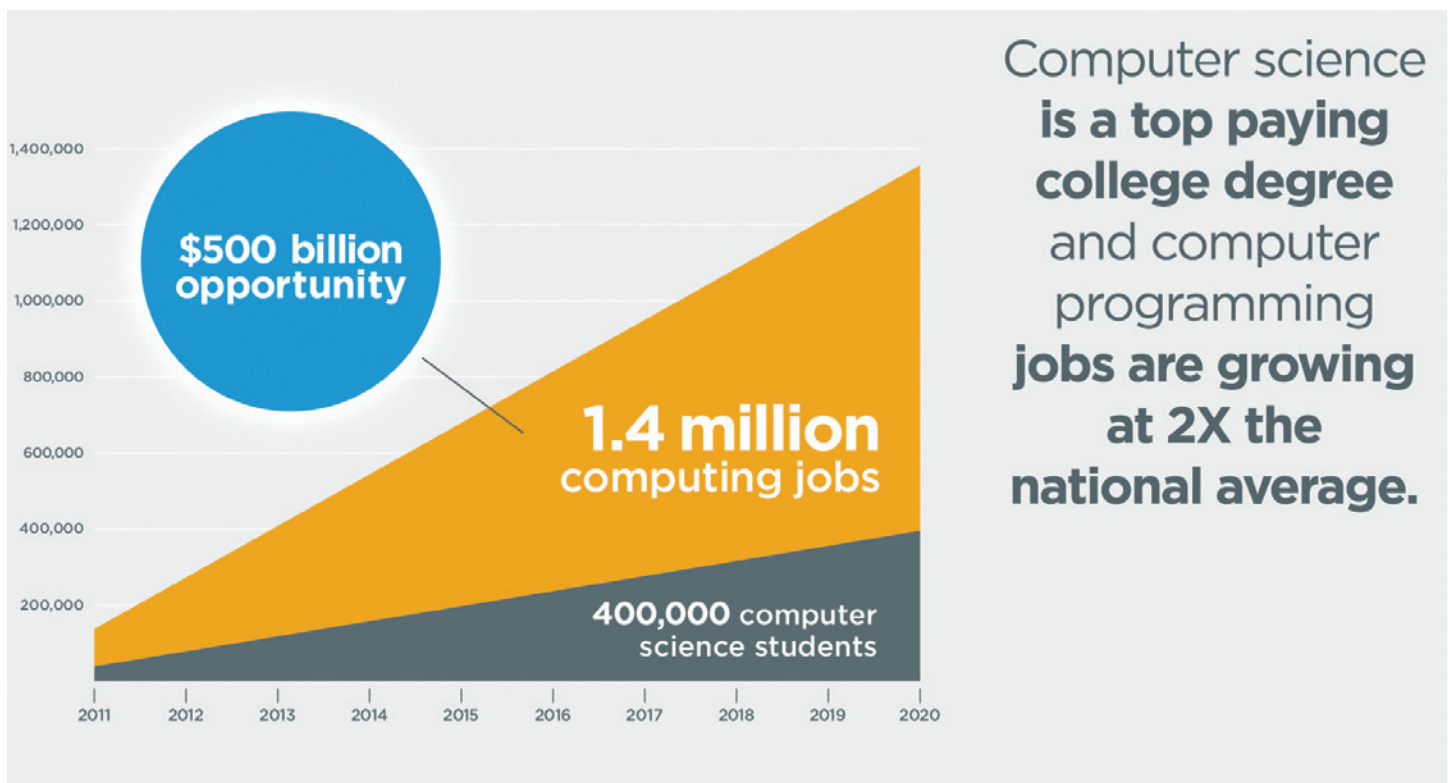 Computer science
is a top paying
college degree
and computer
programming
jobs are growing
at 2X the
national average.
$500 billion
opportunity
1.4 million
computing jobs
400,000 computer
science students
1,400,000
1,200,000
1,000,000
800,000
600,000
400,000
200,000
2011 2012 2013 2014 2015 2016 2017 2018 2019 2020